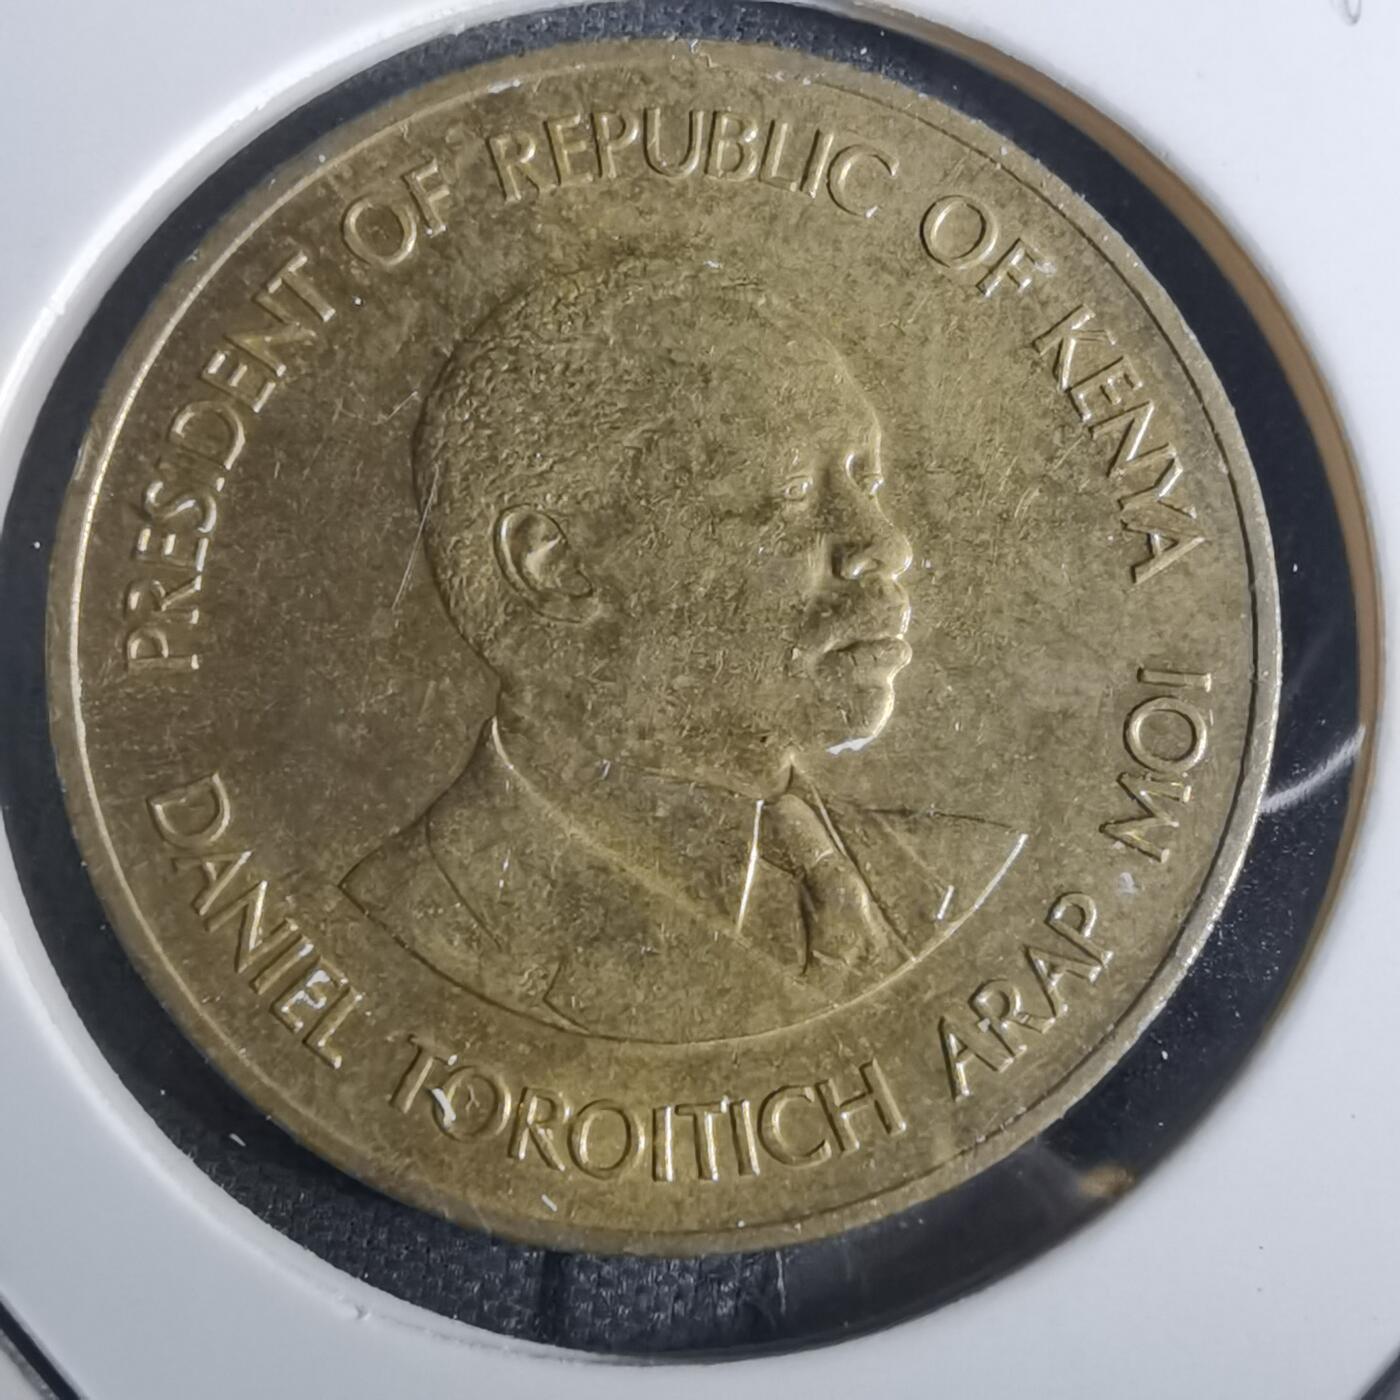 PRESIDENT OF REPUBLIC OF KENYA
DANIEL TOROITICH ARAP MOI